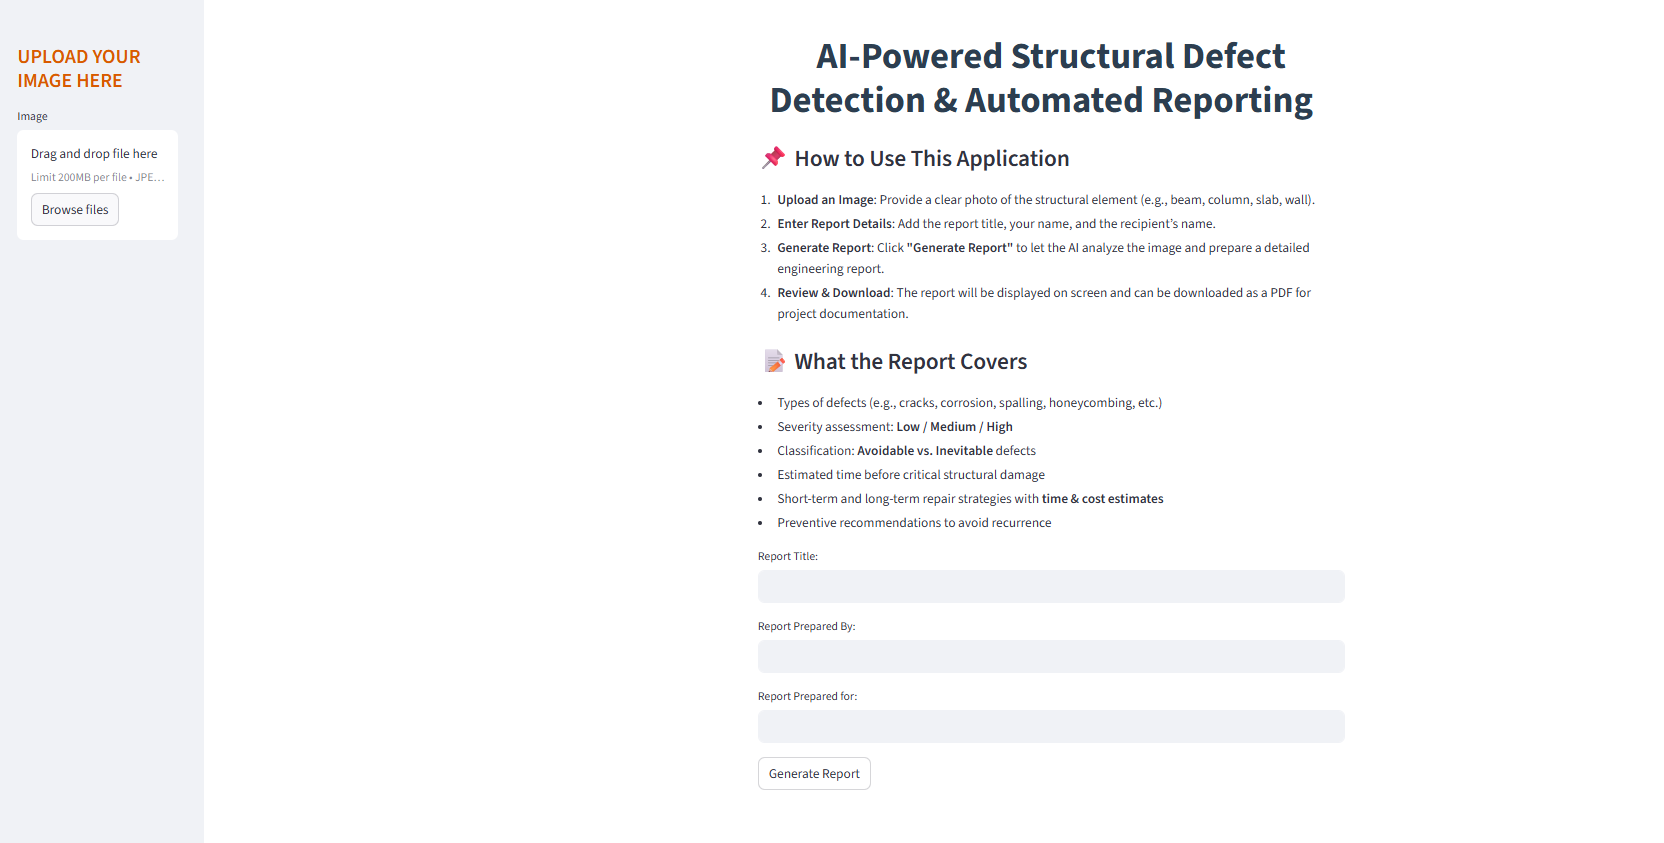 UPLOAD YOUR
IMAGE HERE
Image
Drag and drop file here
Limit 200MB per file • JPE...
Browse files
AI-Powered Structural Defect
Detection & Automated Reporting
📌 How to Use This Application
1. Upload an Image: Provide a clear photo of the structural element (e.g., beam, column, slab, wall).
2. Enter Report Details: Add the report title, your name, and the recipient’s name.
3. Generate Report: Click "Generate Report" to let the AI analyze the image and prepare a detailed
engineering report.
4. Review & Download: The report will be displayed on screen and can be downloaded as a PDF for
project documentation.
📝 What the Report Covers
• Types of defects (e.g., cracks, corrosion, spalling, honeycombing, etc.)
• Severity assessment: Low / Medium / High
• Classification: Avoidable vs. Inevitable defects
• Estimated time before critical structural damage
• Short-term and long-term repair strategies with time & cost estimates
• Preventive recommendations to avoid recurrence
Report Title:
Report Prepared By:
Report Prepared for:
Generate Report